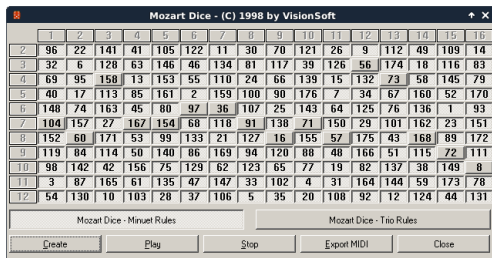 Mozart Dice - (C) 1998 by VisionSoft
1 2 3 4 5 6 7 8 9 10 11 12 13 14 15 16
2 96 22 141 41 105 122 11 30 70 121 26 9 112 49 109 14
3 32 6 128 63 146 46 134 81 117 39 126 56 174 18 116 83
4 69 95 158 13 153 55 110 24 66 139 15 132 73 58 145 79
5 40 17 113 85 161 2 159 100 90 176 7 34 67 160 52 170
6 148 74 163 45 80 97 36 107 25 143 64 125 76 136 1 93
7 104 157 27 167 154 68 118 91 138 71 150 29 101 162 23 151
8 152 60 171 53 99 133 21 127 16 155 57 175 43 168 89 172
9 119 84 114 50 140 86 169 94 120 88 48 166 51 115 72 111
10 98 142 42 156 75 129 62 123 65 77 19 82 137 38 149 8
11 3 87 165 61 135 47 147 33 102 4 31 164 144 59 173 78
12 54 130 10 103 28 37 106 5 35 20 108 92 12 124 44 131
Mozart Dice - Minuet Rules Mozart Dice - Trio Rules
Create Play Stop Export MIDI Close